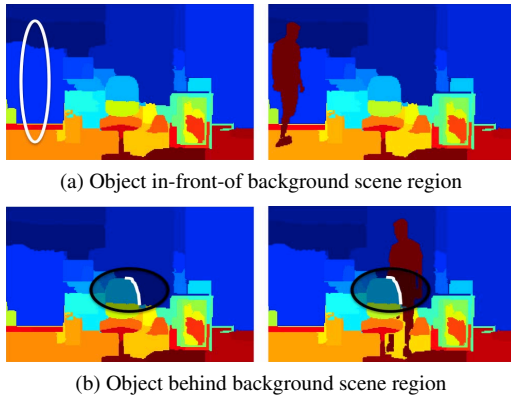 (a) Object in-front-of background scene region
(b) Object behind background scene region